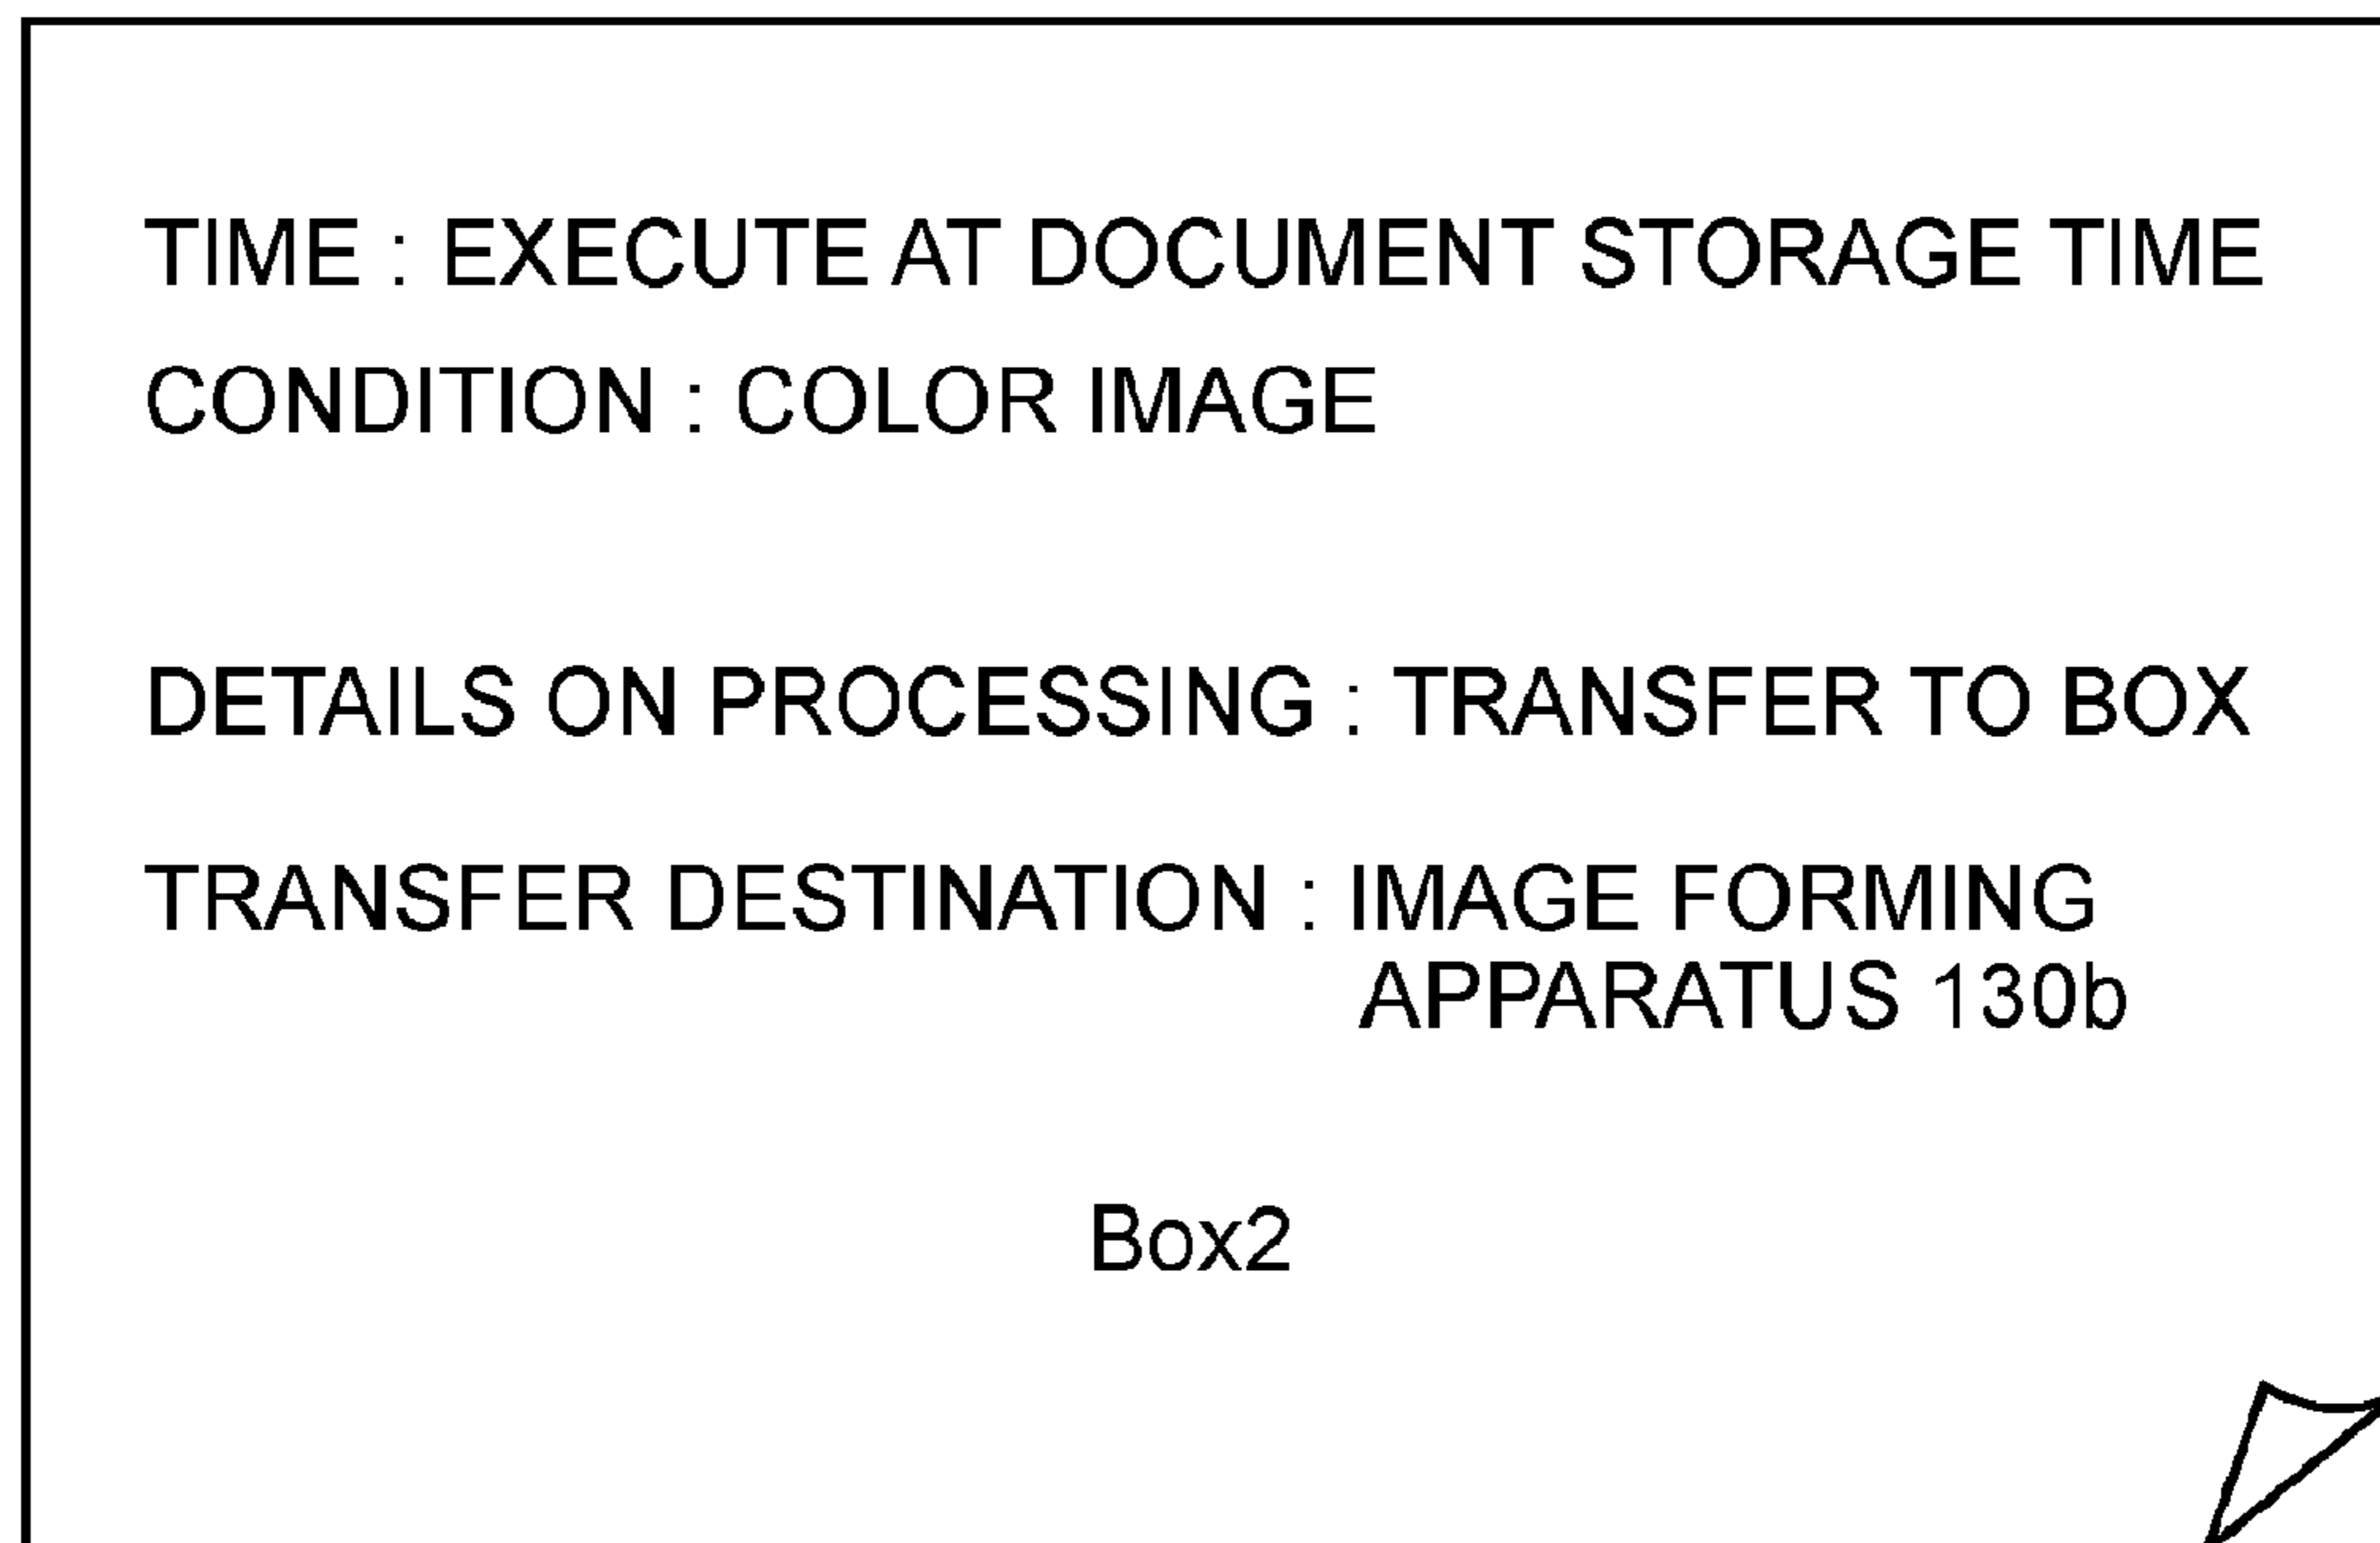 TIME : EXECUTE AT DOCUMENT STORAGE TIME
CONDITION : COLOR IMAGE
DETAILS ON PROCESSING : TRANSFER TO BOX
TRANSFER DESTINATION : IMAGE FORMING
APPARATUS 130b
Box2